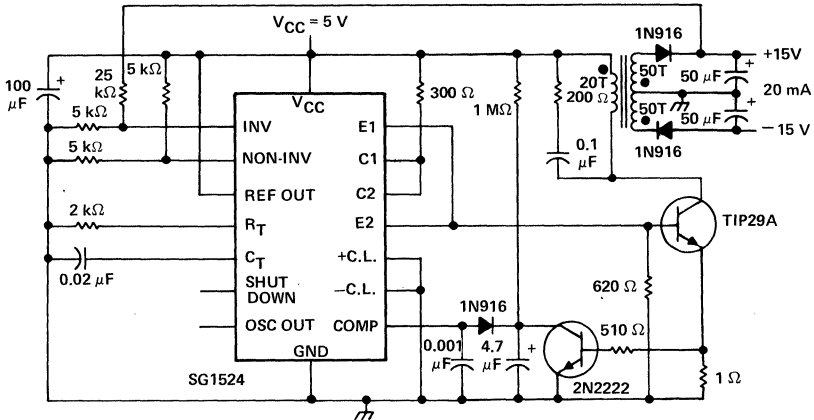 V_CC = 5 V
1N916
+15V
100 µF
+
25 kΩ
5 kΩ
5 kΩ
5 kΩ
2 kΩ
0.02 µF
V_CC
INV
NON-INV
REF OUT
R_T
C_T
SHUT DOWN
OSC OUT
GND
E1
C1
C2
E2
+C.L.
−C.L.
COMP
SG1524
300 Ω
1 MΩ
20T
200 Ω
0.1 µF
50T
50T
50 µF
+
20 mA
50 µF
+
−15 V
1N916
TIP29A
620 Ω
510 Ω
1N916
0.001 µF
4.7 µF
+
2N2222
1 Ω